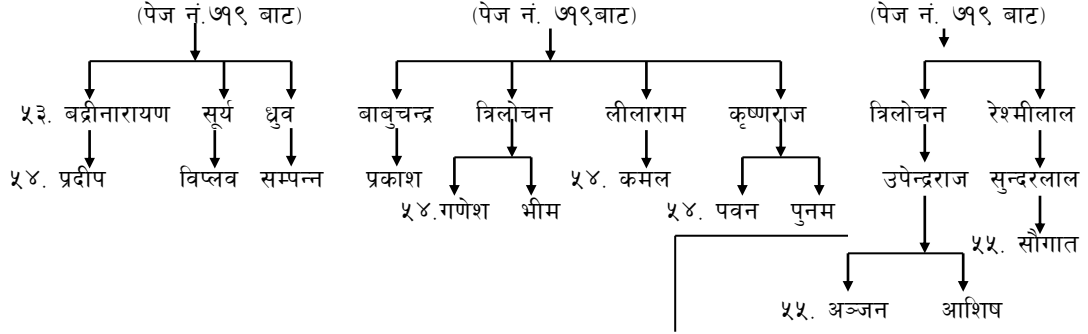 (पेज नं.७१९ बाट) (पेज नं. ७१९बाट) (पेज नं. ७१९ बाट)
५३. बद्रीनारायण सूर्य ध्रुव बाबुचन्द्र त्रिलोचन लीलाराम कृष्णराज त्रिलोचन रेश्मीलाल
५४. प्रदीप विप्लव सम्पन्न प्रकाश ५४. कमल उपेन्द्रराज सुन्दरलाल
५४.गणेश भीम ५४. पवन पुनम
५५. सौगात
५५. अञ्जन आशिष